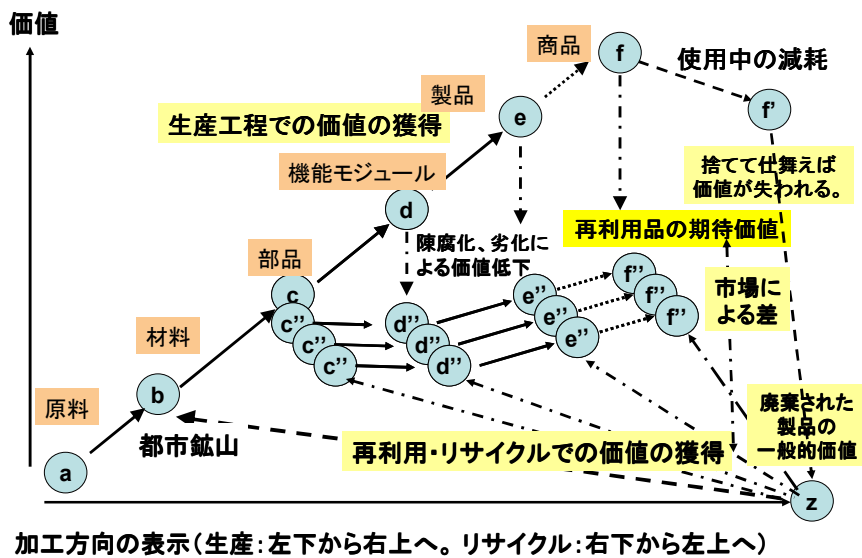 価値
商品
f
使用中の減耗
製品
e
f'
生産工程での価値の獲得
捨てて仕舞えば
価値が失われる。
機能モジュール
d
再利用品の期待価値
陳腐化、劣化に
よる価値低下
部品
c
c’’
c’’
c’’
d’’
d’’
d’’
e’’
e’’
e’’
f’’
f’’
f’’
市場に
よる差
材料
b
原料
a
都市鉱山
再利用・リサイクルでの価値の獲得
廃棄された
製品の
一般的価値
z
加工方向の表示(生産:左下から右上へ。リサイクル:右下から左上へ)